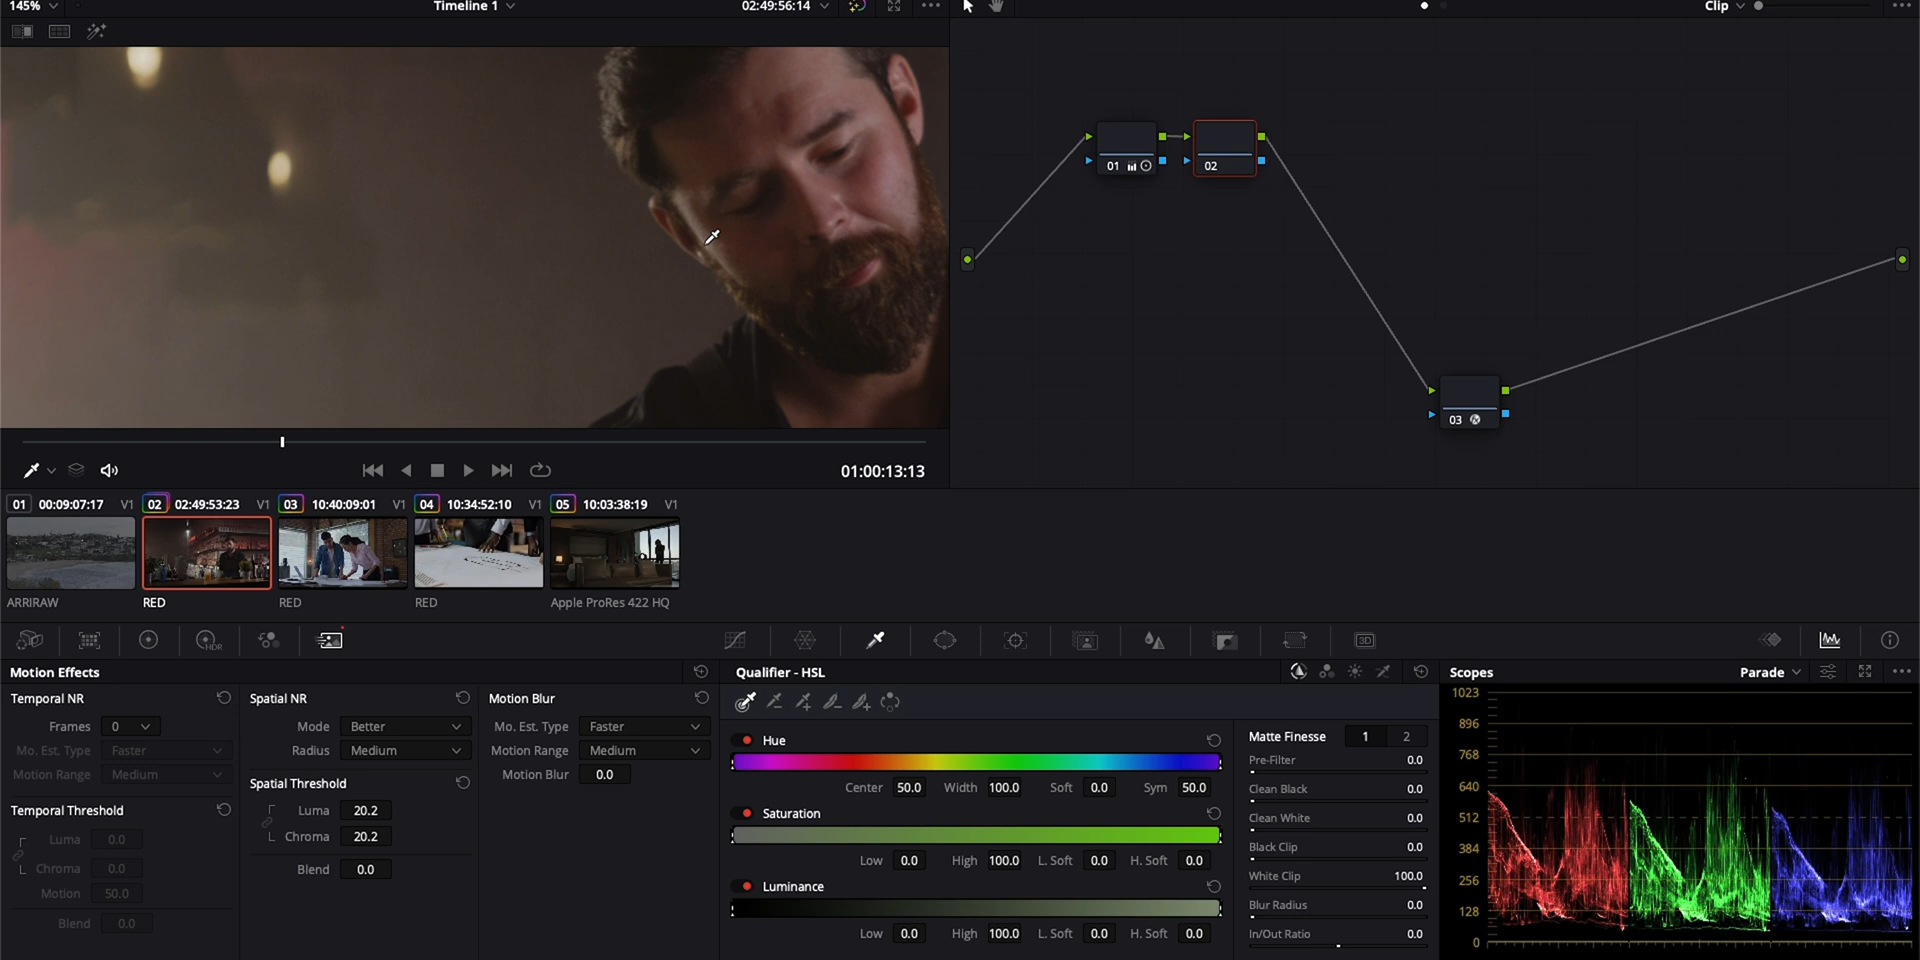 145%
Timeline 1
02:49:56:14
Clip
01
02
03
01:00:13:13
01 00:09:07:17 V1
02 02:49:53:23 V1
03 10:40:09:01 V1
04 10:34:52:10 V1
05 10:03:38:19 V1
ARRIRAW
RED
RED
RED
Apple ProRes 422 HQ
HDR
3D
Motion Effects
Temporal NR
Frames 0
Mo. Est. Type Faster
Motion Range Medium
Temporal Threshold
Luma 0.0
Chroma 0.0
Motion 50.0
Blend 0.0
Spatial NR
Mode Better
Radius Medium
Spatial Threshold
Luma 20.2
Chroma 20.2
Blend 0.0
Motion Blur
Mo. Est. Type Faster
Motion Range Medium
Motion Blur 0.0
Qualifier - HSL
Hue
Center 50.0 Width 100.0 Soft 0.0 Sym 50.0
Saturation
Low 0.0 High 100.0 L. Soft 0.0 H. Soft 0.0
Luminance
Low 0.0 High 100.0 L. Soft 0.0 H. Soft 0.0
Matte Finesse 1 2
Pre-Filter 0.0
Clean Black 0.0
Clean White 0.0
Black Clip 0.0
White Clip 100.0
Blur Radius 0.0
In/Out Ratio 0.0
Scopes
Parade
1023
896
768
640
512
384
256
128
0